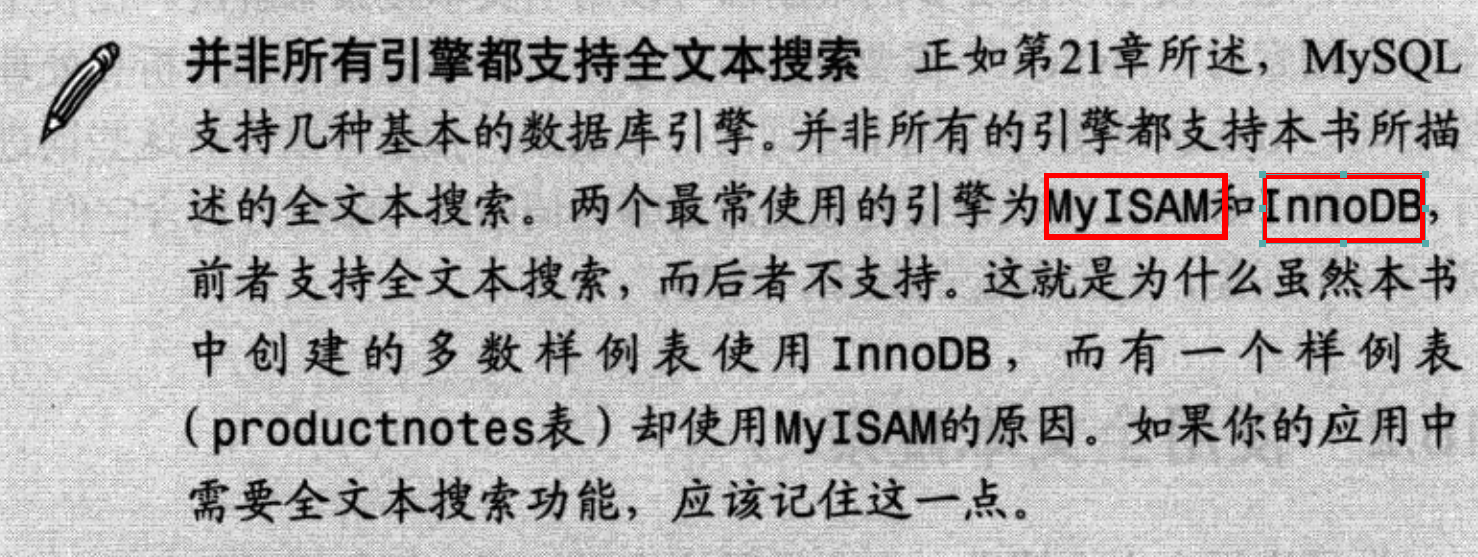 并非所有引擎都支持全文本搜索 正如第21章所述，MySQL
支持几种基本的数据库引擎。并非所有的引擎都支持本书所描
述的全文本搜索。两个最常使用的引擎为MyISAM和InnoDB，
前者支持全文本搜索，而后者不支持。这就是为什么虽然本书
中创建的多数样例表使用InnoDB，而有一个样例表
（productnotes表）却使用MyISAM的原因。如果你的应用中
需要全文本搜索功能，应该记住这一点。